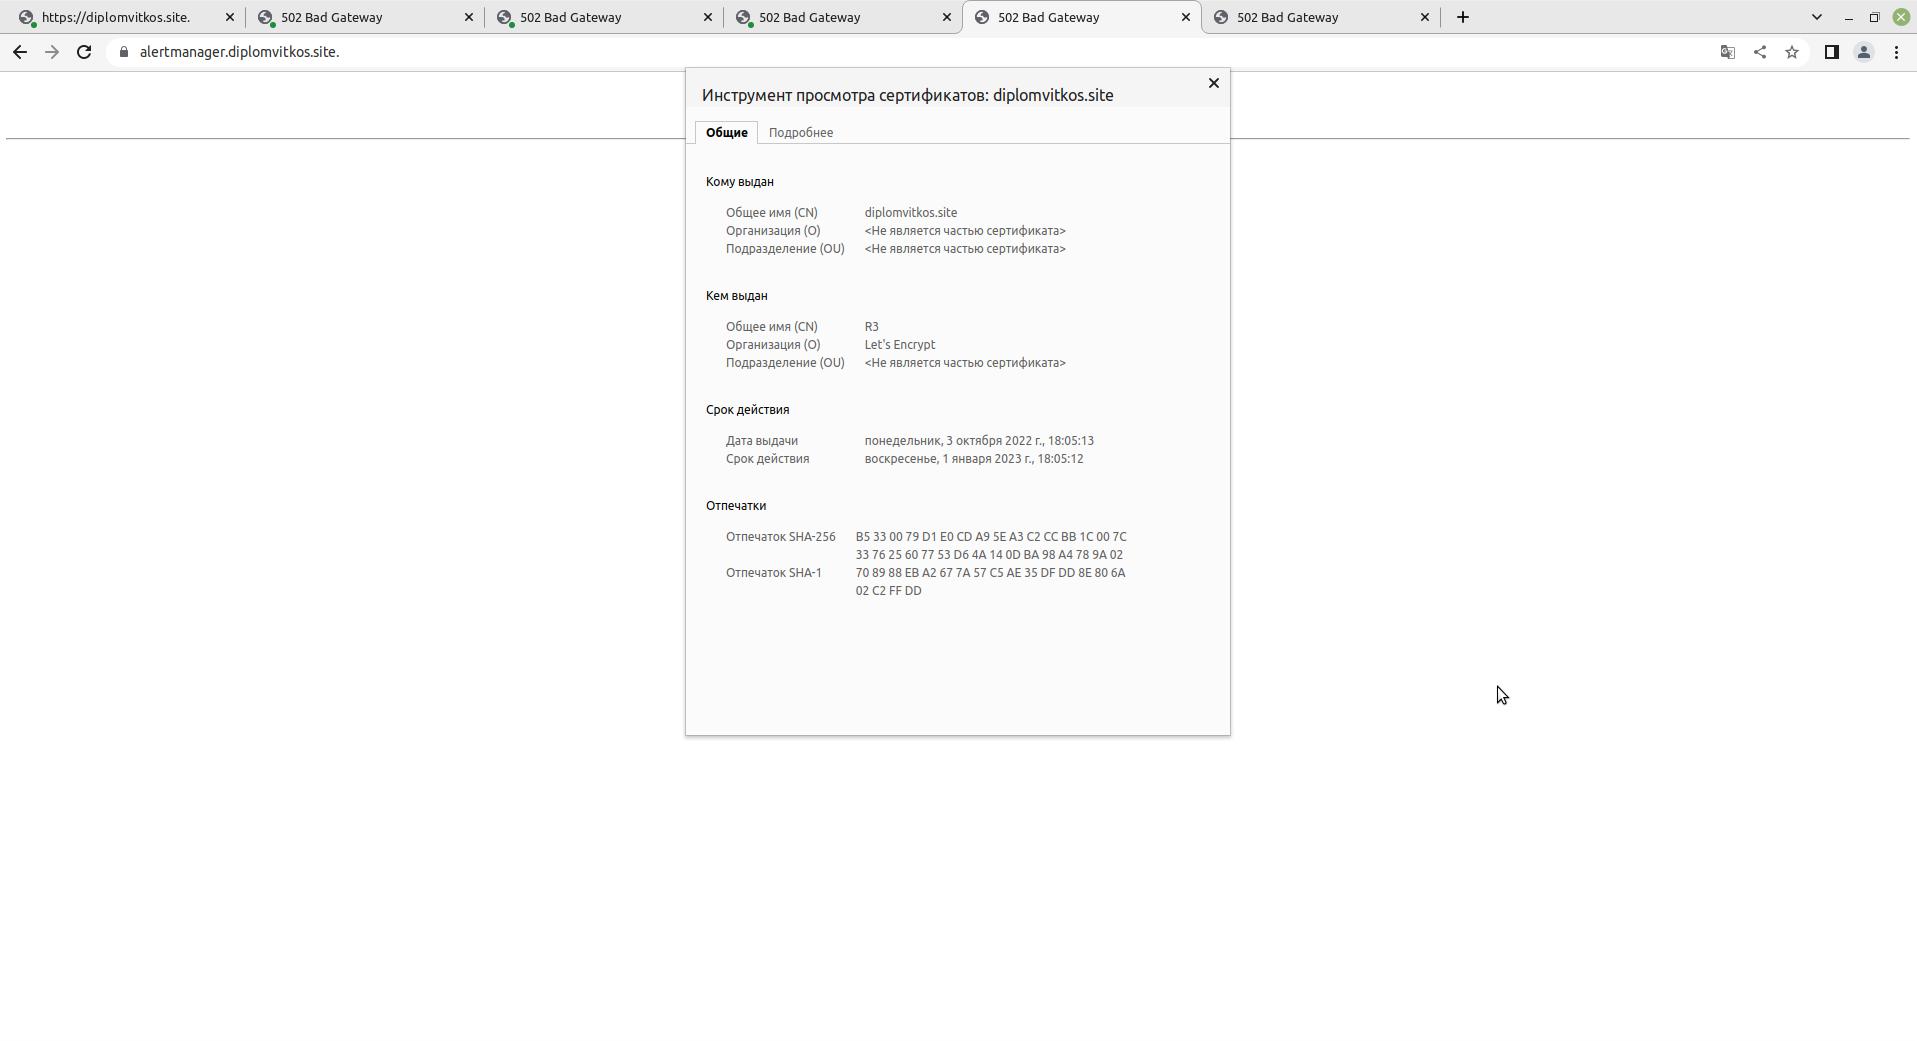 https://diplomvitkos.site.
502 Bad Gateway
502 Bad Gateway
502 Bad Gateway
502 Bad Gateway
502 Bad Gateway
alertmanager.diplomvitkos.site.
Инструмент просмотра сертификатов: diplomvitkos.site
Общие Подробнее
Кому выдан
Общее имя (CN) diplomvitkos.site
Организация (O) <Не является частью сертификата>
Подразделение (OU) <Не является частью сертификата>
Кем выдан
Общее имя (CN) R3
Организация (O) Let's Encrypt
Подразделение (OU) <Не является частью сертификата>
Срок действия
Дата выдачи понедельник, 3 октября 2022 г., 18:05:13
Срок действия воскресенье, 1 января 2023 г., 18:05:12
Отпечатки
Отпечаток SHA-256 B5 33 00 79 D1 E0 CD A9 5E A3 C2 CC BB 1C 00 7C
33 76 25 60 77 53 D6 4A 14 0D BA 98 A4 78 9A 02
Отпечаток SHA-1 70 89 88 EB A2 67 7A 57 C5 AE 35 DF DD 8E 80 6A
02 C2 FF DD